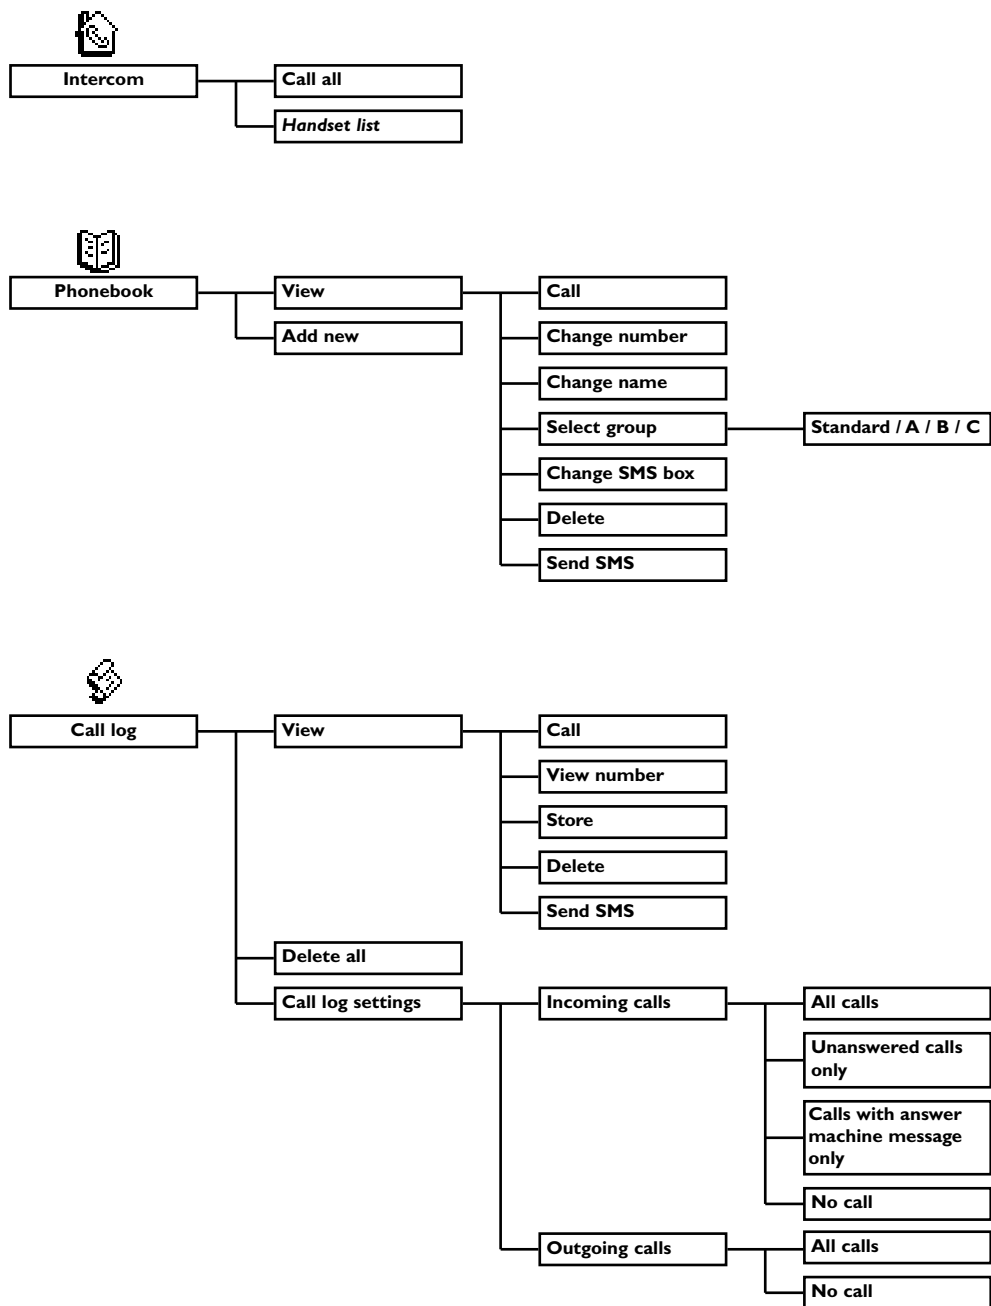 Intercom
Call all
Handset list
Phonebook
View
Call
Add new
Change number
Change name
Select group
Standard / A / B / C
Change SMS box
Delete
Send SMS
Call log
View
Call
View number
Store
Delete
Send SMS
Delete all
Call log settings
Incoming calls
All calls
Unanswered calls
only
Calls with answer
machine message
only
No call
Outgoing calls
All calls
No call